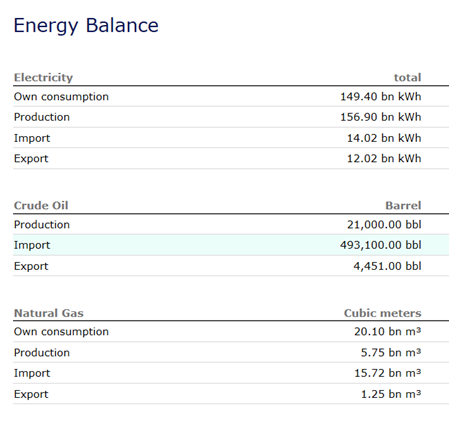 Energy Balance
Electricity total
Own consumption 149.40 bn kWh
Production 156.90 bn kWh
Import 14.02 bn kWh
Export 12.02 bn kWh
Crude Oil Barrel
Production 21,000.00 bbl
Import 493,100.00 bbl
Export 4,451.00 bbl
Natural Gas Cubic meters
Own consumption 20.10 bn m³
Production 5.75 bn m³
Import 15.72 bn m³
Export 1.25 bn m³